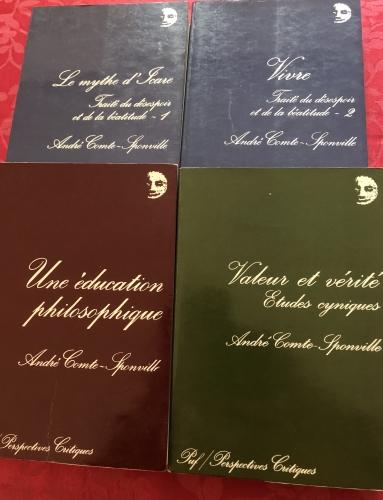 Le mythe d'Icare
Traité du désespoir
et de la béatitude - 1
André Comte-Sponville
Vivre
Traité du désespoir
et de la béatitude - 2
André Comte-Sponville
Une éducation
philosophique
André Comte-Sponville
/ Perspectives Critiques
Valeur et vérité
Etudes cyniques
André Comte-Sponville
Puf / Perspectives Critiques